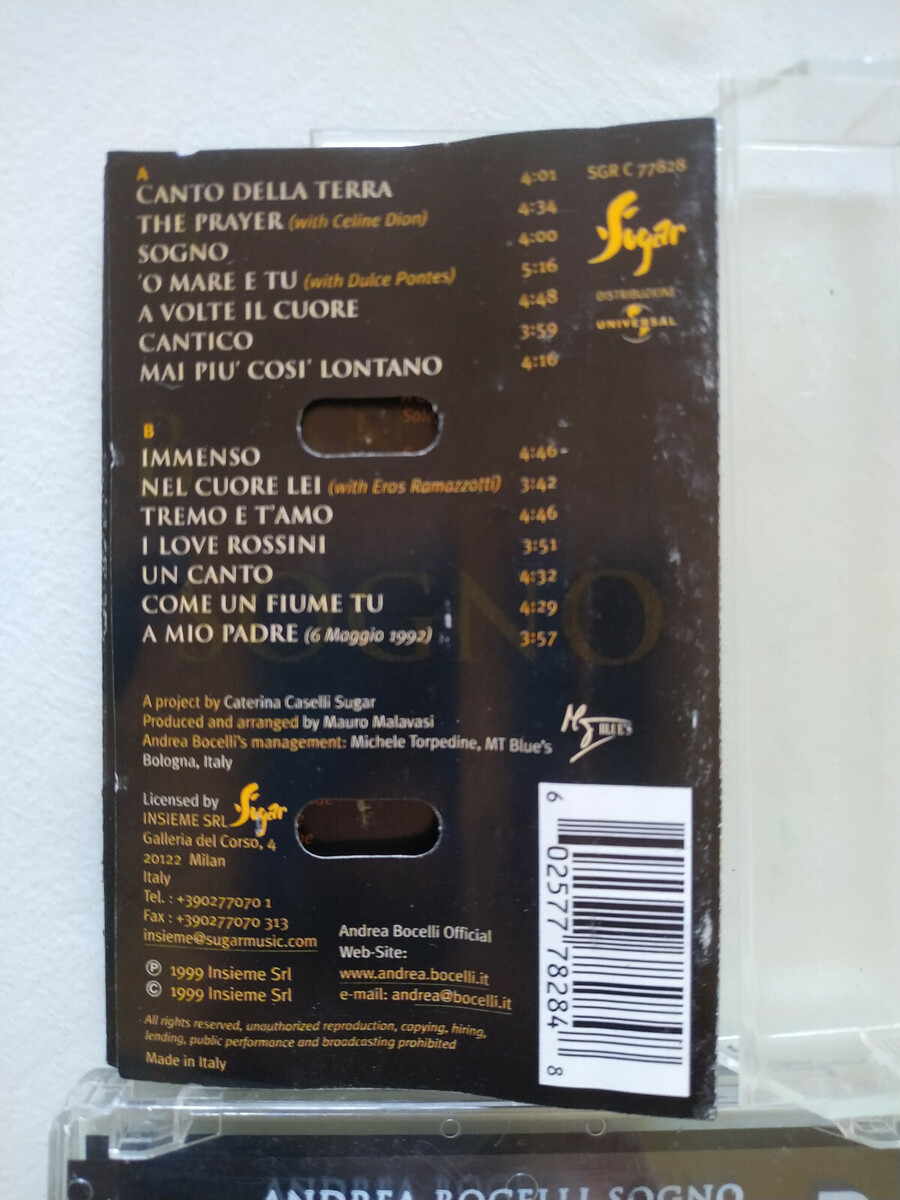 A
CANTO DELLA TERRA 4:01
THE PRAYER (with Celine Dion) 4:34
SOGNO 4:00
'O MARE E TU (with Dulce Pontes) 5:16
A VOLTE IL CUORE 4:48
CANTICO 3:59
MAI PIU' COSI' LONTANO 4:16
SGR C 77828
Sugar
DISTRIBUZIONE
UNIVERSAL
B
IMMENSO 4:46
NEL CUORE LEI (with Eros Ramazzotti) 3:42
TREMO E T'AMO 4:46
I LOVE ROSSINI 3:51
UN CANTO 4:32
COME UN FIUME TU 4:29
A MIO PADRE (6 Maggio 1992) 3:57
SOGNO
A project by Caterina Caselli Sugar
Produced and arranged by Mauro Malavasi
Andrea Bocelli's management: Michele Torpedine, MT Blue's
Bologna, Italy
BLUE'S
Licensed by
Sugar
INSIEME SRL
Galleria del Corso, 4
20122 Milan
Italy
Tel. : +390277070 1
Fax : +390277070 313
insieme@sugarmusic.com
℗ 1999 Insieme Srl
© 1999 Insieme Srl
Andrea Bocelli Official
Web-Site:
www.andrea.bocelli.it
e-mail: andrea@bocelli.it
All rights reserved, unauthorized reproduction, copying, hiring,
lending, public performance and broadcasting prohibited
Made in Italy
6 02577 78284 8
ANDREA BOCELLI SOGNO